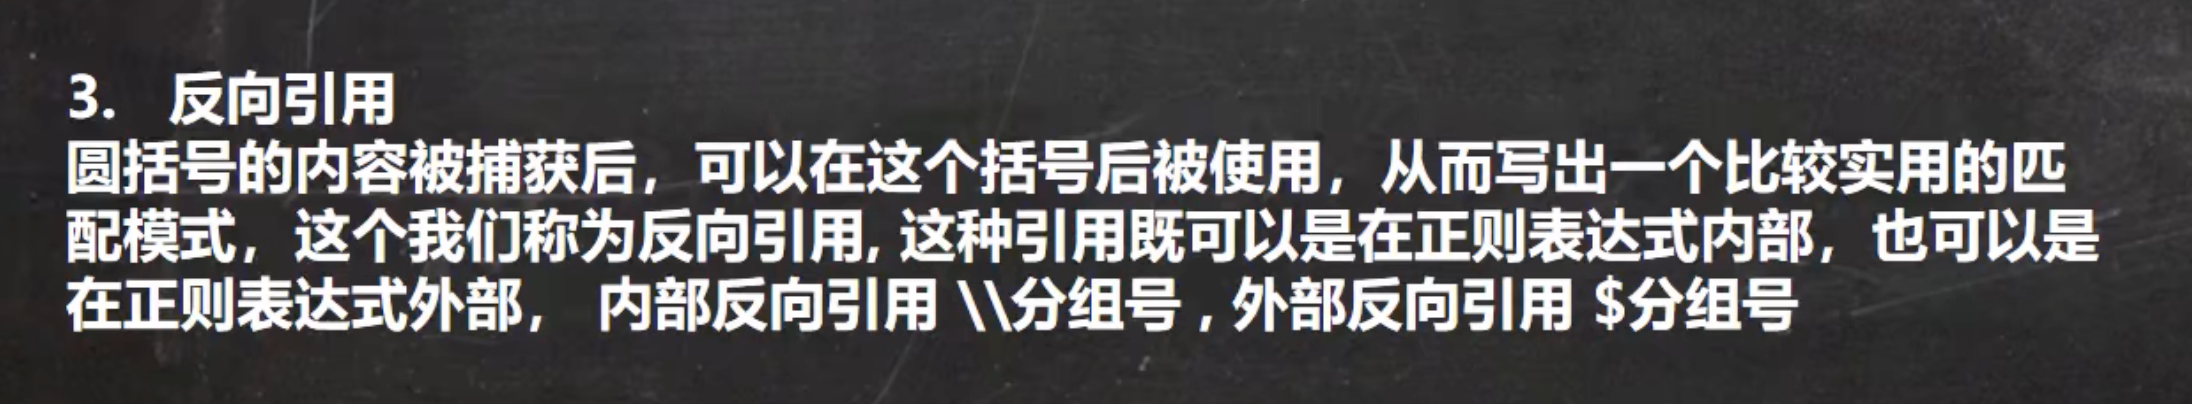 3. 反向引用
圆括号的内容被捕获后，可以在这个括号后被使用，从而写出一个比较实用的匹
配模式，这个我们称为反向引用, 这种引用既可以是在正则表达式内部，也可以是
在正则表达式外部， 内部反向引用 \\分组号 , 外部反向引用 $分组号